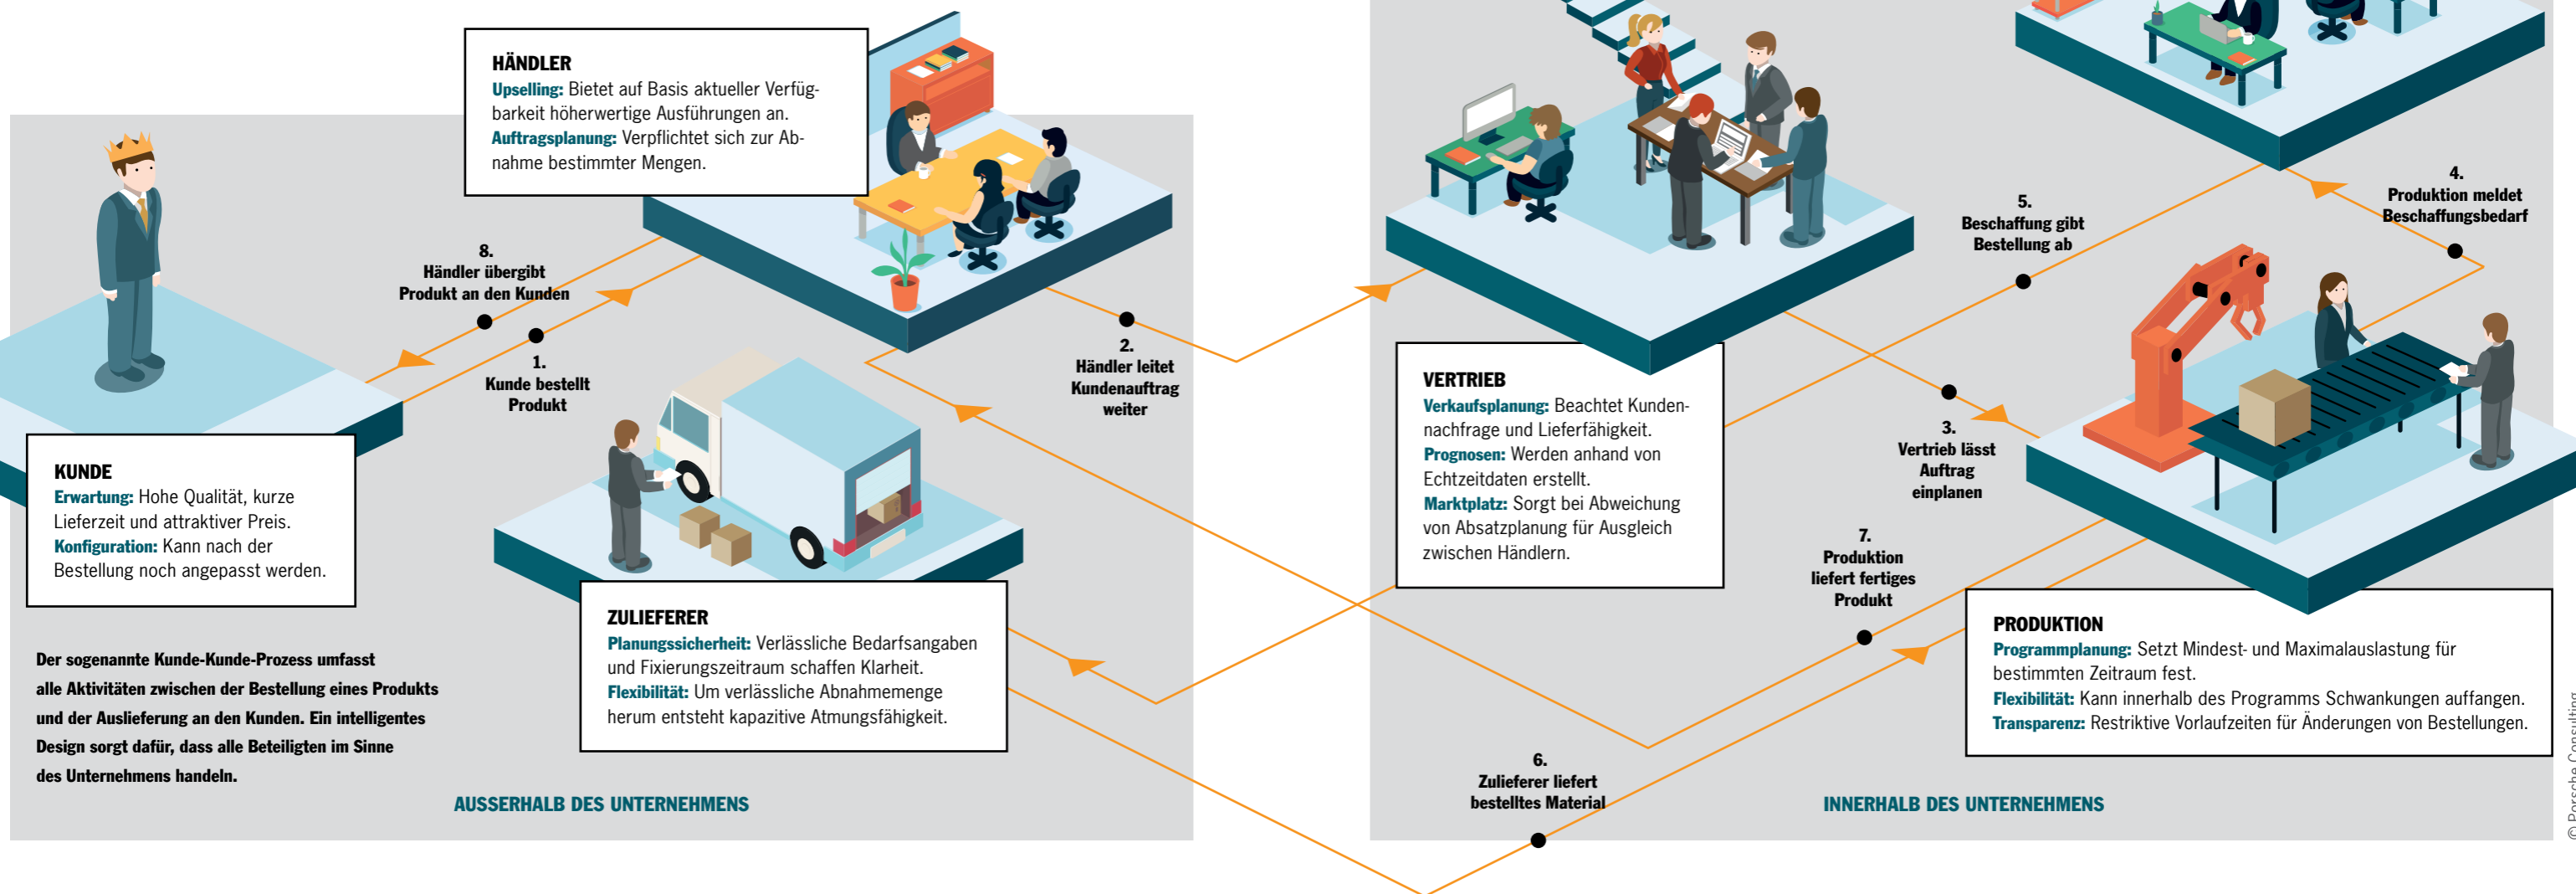 HÄNDLER
Upselling: Bietet auf Basis aktueller Verfüg-
barkeit höherwertige Ausführungen an.
Auftragsplanung: Verpflichtet sich zur Ab-
nahme bestimmter Mengen.
8.
Händler übergibt
Produkt an den Kunden
1.
Kunde bestellt
Produkt
2.
Händler leitet
Kundenauftrag
weiter
KUNDE
Erwartung: Hohe Qualität, kurze
Lieferzeit und attraktiver Preis.
Konfiguration: Kann nach der
Bestellung noch angepasst werden.
ZULIEFERER
Planungssicherheit: Verlässliche Bedarfsangaben
und Fixierungszeitraum schaffen Klarheit.
Flexibilität: Um verlässliche Abnahmemenge
herum entsteht kapazitive Atmungsfähigkeit.
Der sogenannte Kunde-Kunde-Prozess umfasst
alle Aktivitäten zwischen der Bestellung eines Produkts
und der Auslieferung an den Kunden. Ein intelligentes
Design sorgt dafür, dass alle Beteiligten im Sinne
des Unternehmens handeln.
AUSSERHALB DES UNTERNEHMENS
4.
Produktion meldet
Beschaffungsbedarf
5.
Beschaffung gibt
Bestellung ab
VERTRIEB
Verkaufsplanung: Beachtet Kunden-
nachfrage und Lieferfähigkeit.
Prognosen: Werden anhand von
Echtzeitdaten erstellt.
Marktplatz: Sorgt bei Abweichung
von Absatzplanung für Ausgleich
zwischen Händlern.
3.
Vertrieb lässt
Auftrag
einplanen
7.
Produktion
liefert fertiges
Produkt
PRODUKTION
Programmplanung: Setzt Mindest- und Maximalauslastung für
bestimmten Zeitraum fest.
Flexibilität: Kann innerhalb des Programms Schwankungen auffangen.
Transparenz: Restriktive Vorlaufzeiten für Änderungen von Bestellungen.
6.
Zulieferer liefert
bestelltes Material
INNERHALB DES UNTERNEHMENS
© Porsche Consulting